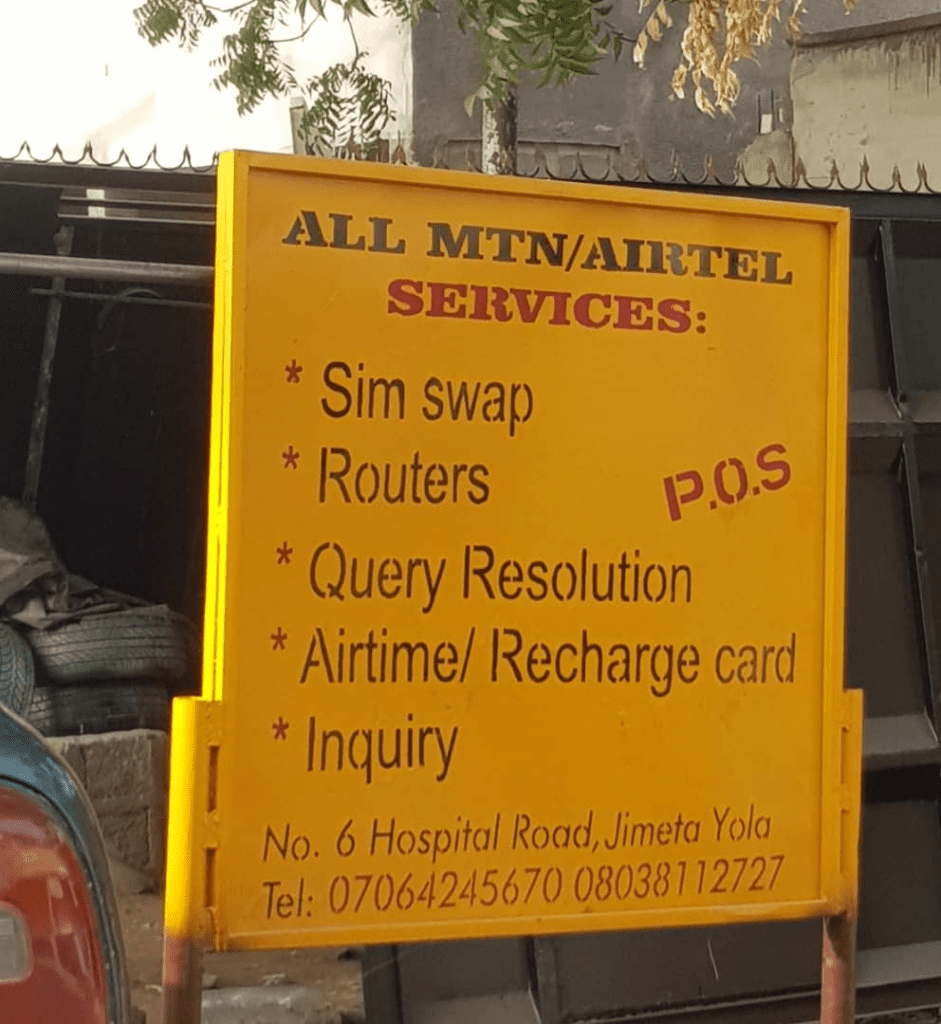 ALL MTN/AIRTEL
SERVICES:
* Sim swap
* Routers
P.O.S
* Query Resolution
* Airtime/ Recharge card
* Inquiry
No. 6 Hospital Road, Jimeta Yola
Tel: 07064245670 08038112727